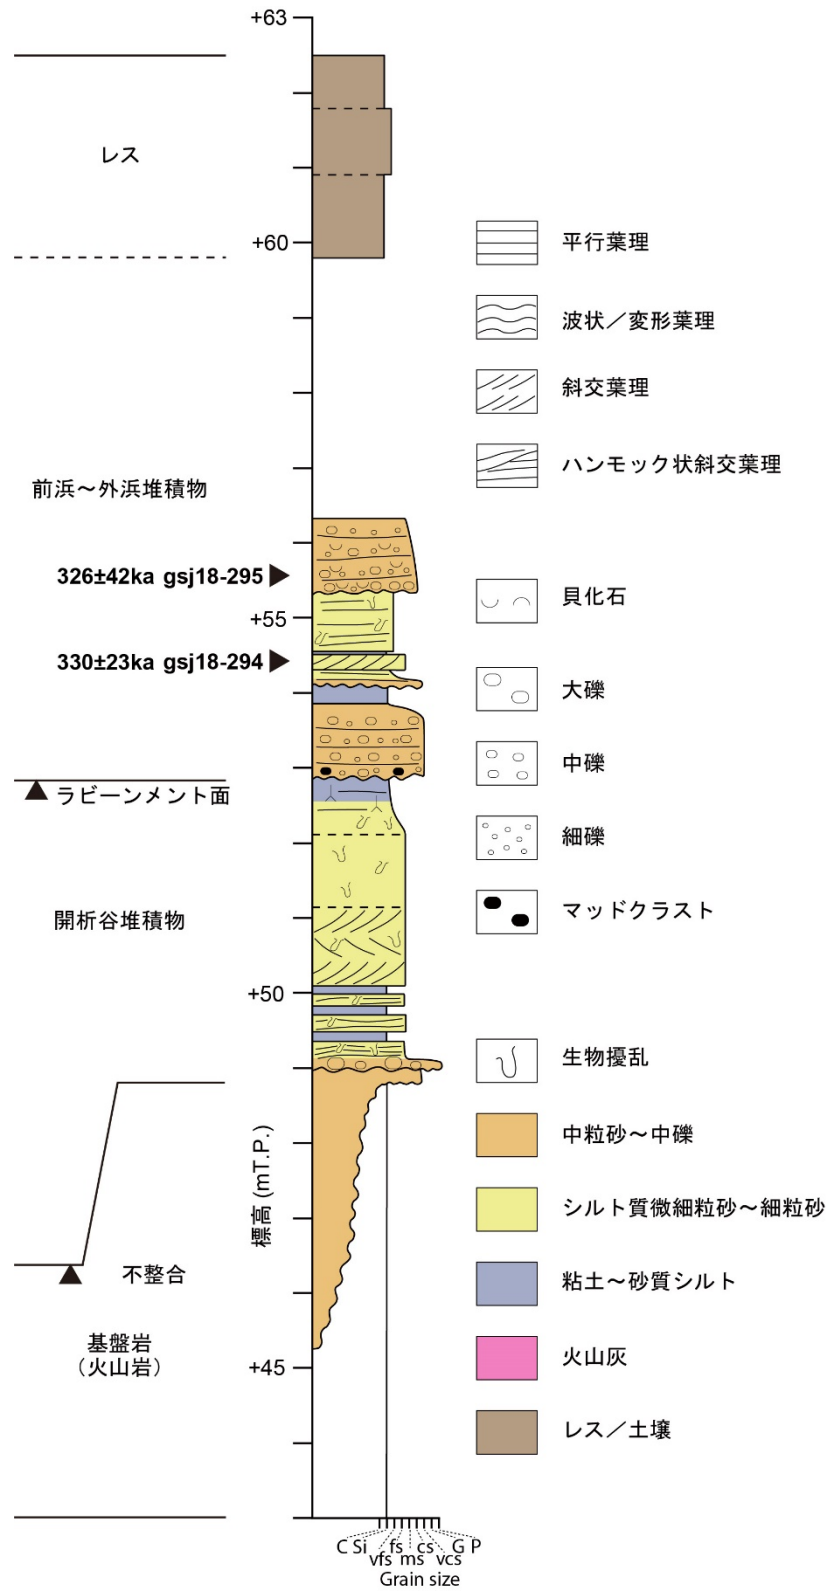 +63
レス
+60
平行葉理
波状／変形葉理
斜交葉理
ハンモック状斜交葉理
前浜～外浜堆積物
326±42ka gsj18-295
貝化石
+55
330±23ka gsj18-294
大礫
中礫
ラビーンメント面
細礫
開析谷堆積物
マッドクラスト
+50
生物擾乱
中粒砂～中礫
標高 (mT.P.)
シルト質微細粒砂～細粒砂
不整合
粘土～砂質シルト
基盤岩
（火山岩）
火山灰
+45
レス／土壌
C Si fs cs G P
vfs ms vcs
Grain size